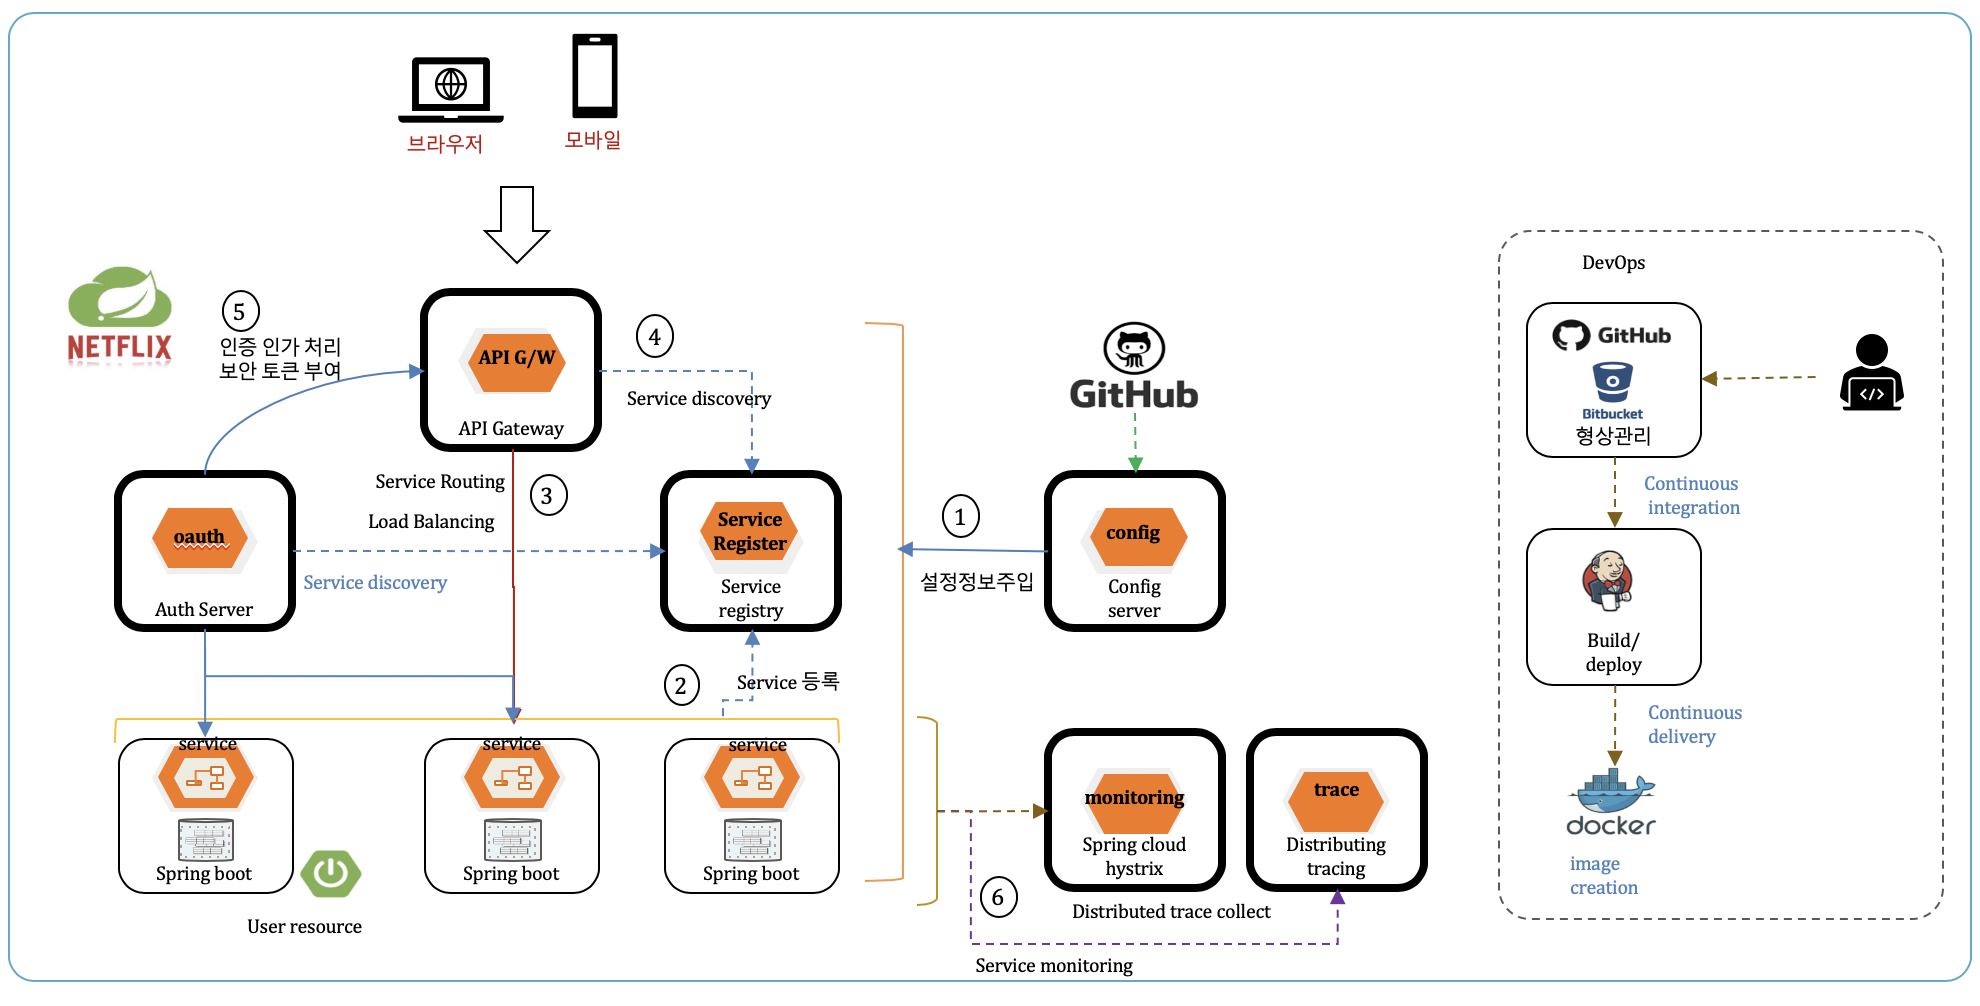 브라우저
모바일
NETFLIX
5
인증 인가 처리
보안 토큰 부여
API G/W
API Gateway
4
Service discovery
GitHub
DevOps
GitHub
Bitbucket
형상관리
</>
Service Routing
Load Balancing
3
oauth
Auth Server
Service discovery
Service
Register
Service
registry
1
설정정보주입
config
Config
server
Continuous
integration
Build/
deploy
Continuous
delivery
docker
image
creation
2
Service 등록
service
Spring boot
service
Spring boot
service
Spring boot
User resource
monitoring
Spring cloud
hystrix
trace
Distributing
tracing
6
Distributed trace collect
Service monitoring